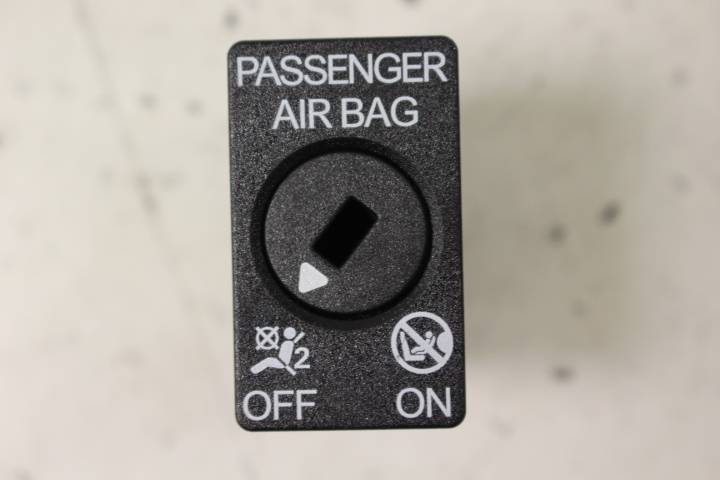 PASSENGER
AIR BAG
2
OFF ON